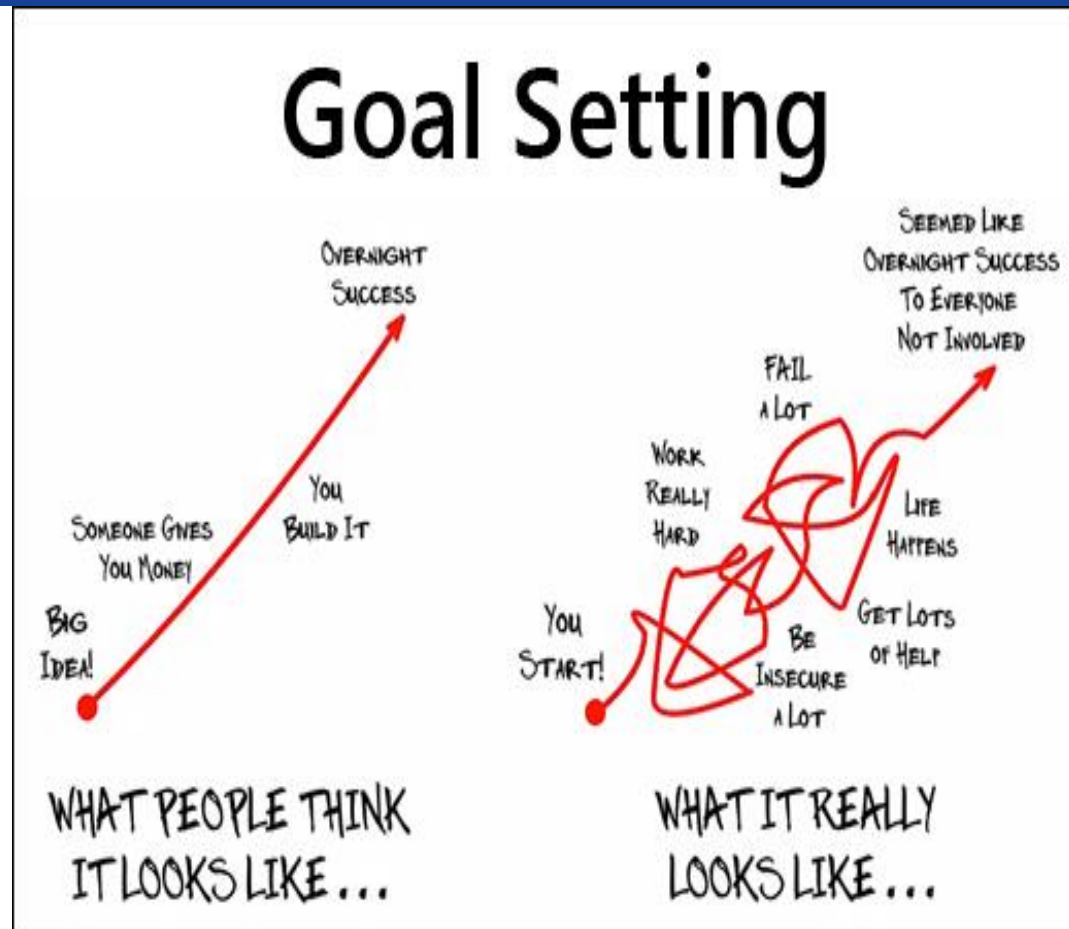 Goal Setting
OVERNIGHT
SUCCESS
YOU
BUILD IT
SOMEONE GIVES
YOU MONEY
BIG
IDEA!
WHAT PEOPLE THINK
IT LOOKS LIKE...
SEEMED LIKE
OVERNIGHT SUCCESS
TO EVERYONE
NOT INVOLVED
FAIL
A LOT
WORK
REALLY
HARD
LIFE
HAPPENS
GET LOTS
OF HELP
YOU
START!
BE
INSECURE
A LOT
WHAT IT REALLY
LOOKS LIKE...